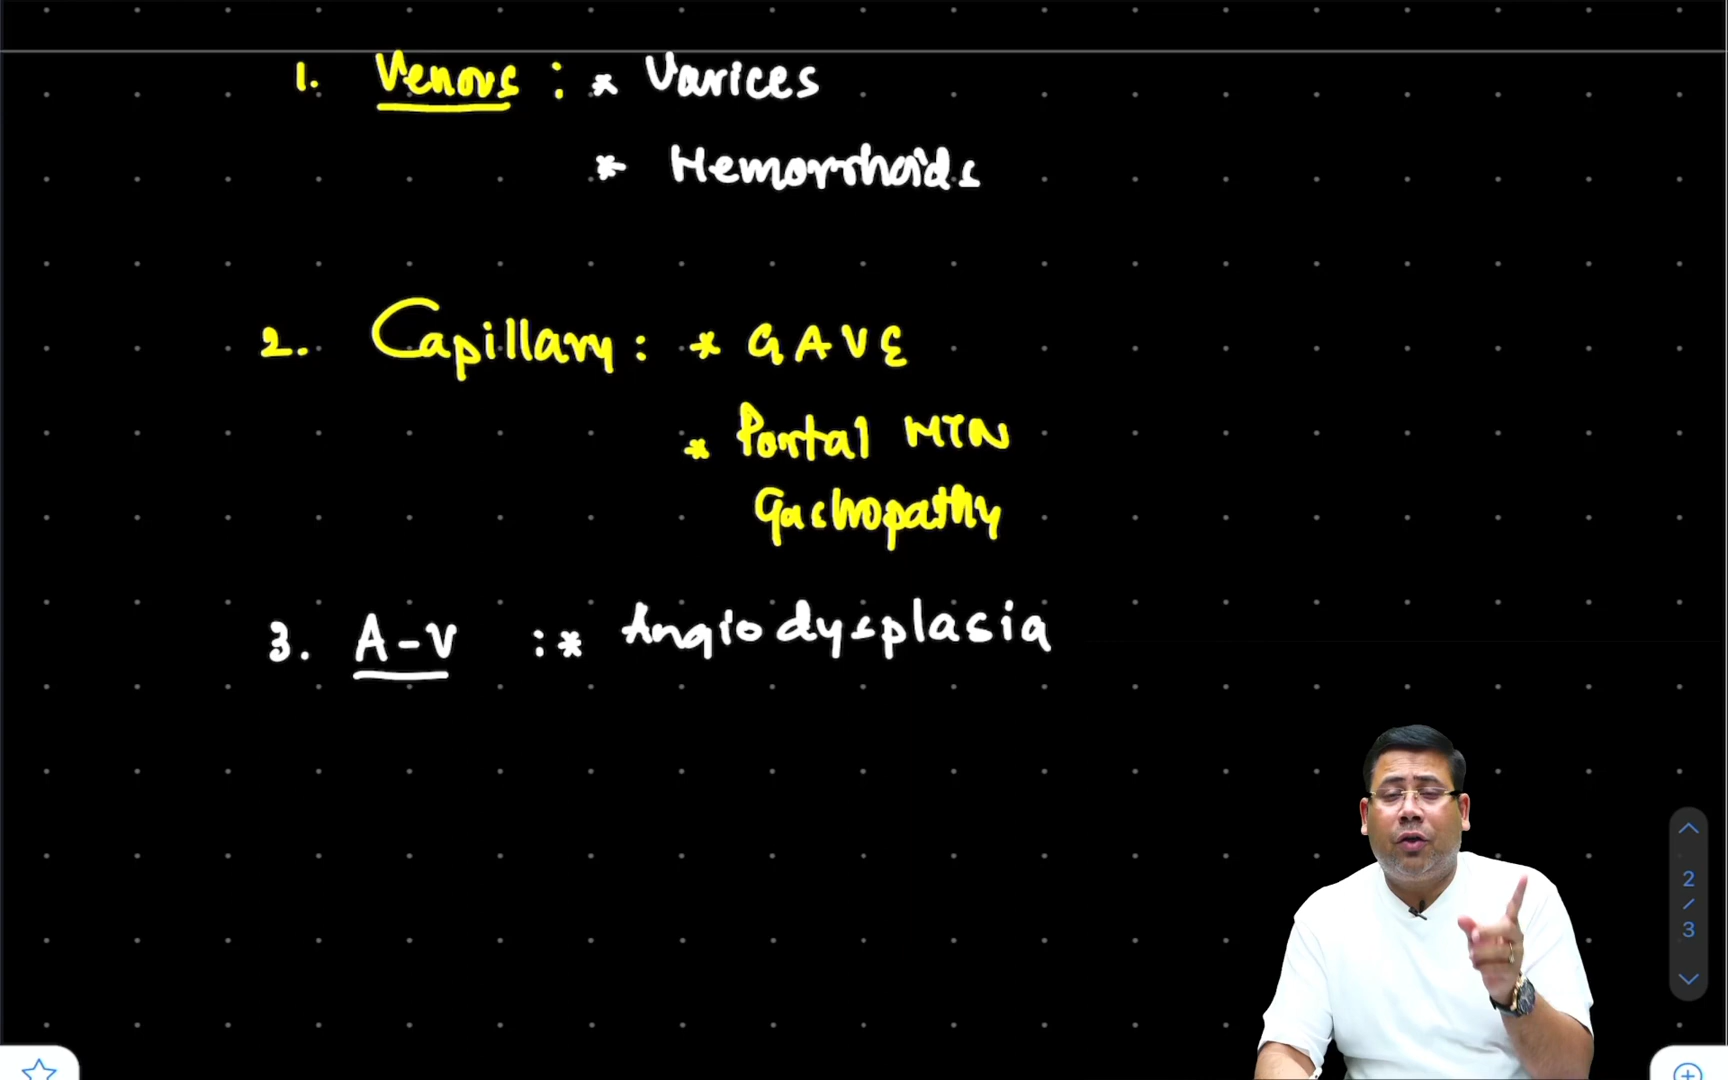 1. Venous : * Varices
* Hemorrhoids
2. Capillary : * GAVE
* Portal HTN
Gastropathy
3. A-V : * Angiodysplasia
2
/
3